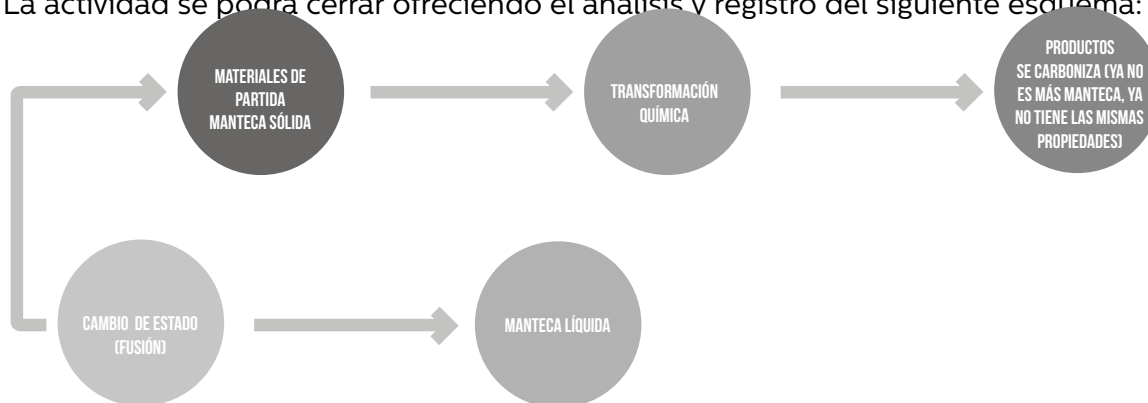 La actividad se podrá cerrar ofreciendo el análisis y registro del siguiente esquema:
MATERIALES DE
PARTIDA
MANTECA SÓLIDA
TRANSFORMACIÓN
QUÍMICA
PRODUCTOS
SE CARBONIZA (YA NO
ES MÁS MANTECA, YA
NO TIENE LAS MISMAS
PROPIEDADES)
CAMBIO DE ESTADO
(FUSIÓN)
MANTECA LÍQUIDA